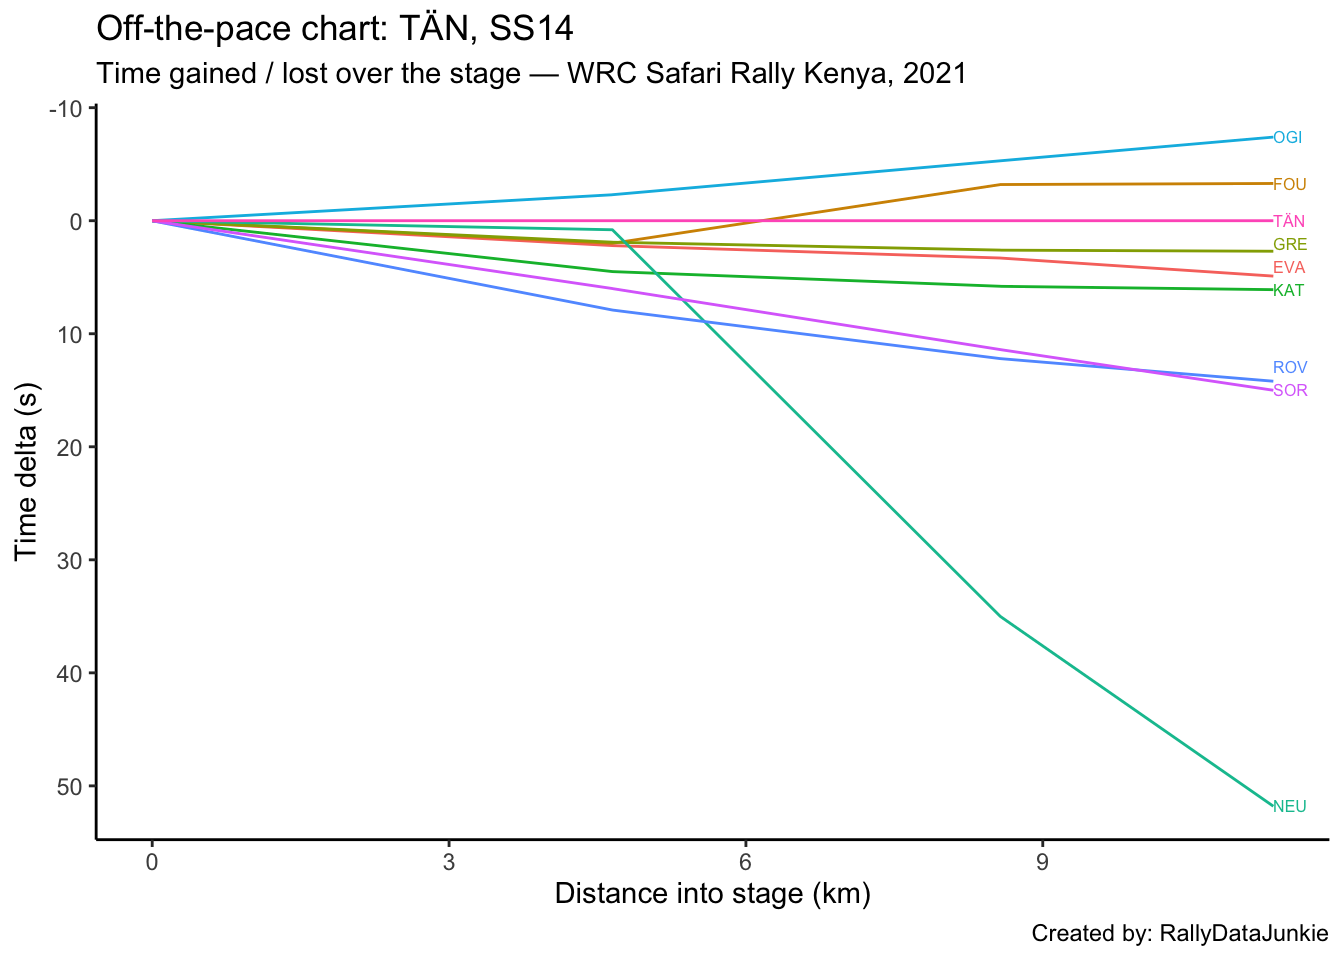 Off-the-pace chart: TÄN, SS14
Time gained / lost over the stage — WRC Safari Rally Kenya, 2021
-10
0
10
20
30
40
50
Time delta (s)
OGI
FOU
TÄN
GRE
EVA
KAT
ROV
SOR
NEU
0 3 6 9
Distance into stage (km)
Created by: RallyDataJunkie